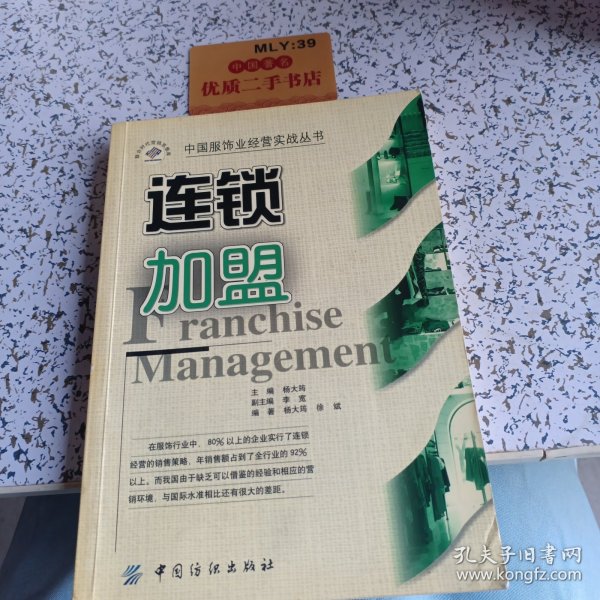 MLY:39
中国著名
优质二手书店
中国服饰业经营实战丛书
连锁
加盟
Franchise
Management
主 编 杨大筠
副主编 李 宽
编 著 杨大筠 徐 斌
在服饰行业中，80%以上的企业实行了连锁
经营的销售策略，年销售额占到了全行业的92%
以上。而我国由于缺乏可以借鉴的经验和相应的营
销环境，与国际水准相比还有很大的差距。
中国纺织出版社
孔夫子旧书网
www.kongfz.com